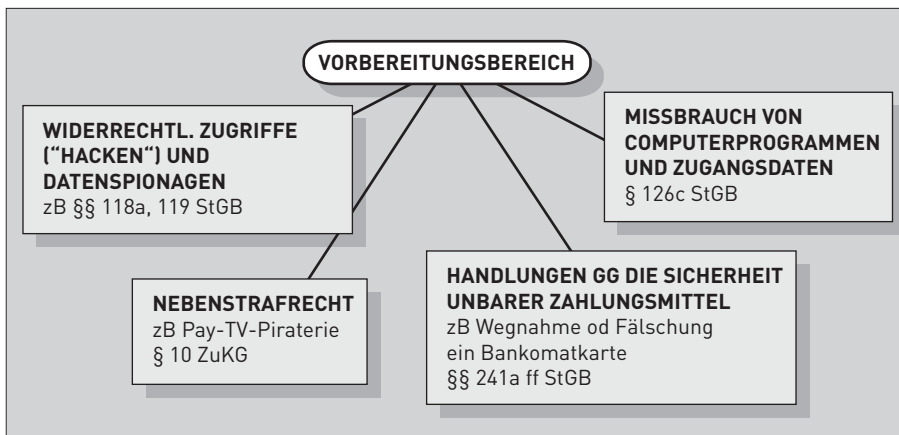 VORBEREITUNGSBEREICH
WIDERRECHTL. ZUGRIFFE
("HACKEN“) UND
DATENSPIONAGEN
zB §§ 118a, 119 StGB
MISSBRAUCH VON
COMPUTERPROGRAMMEN
UND ZUGANGSDATEN
§ 126c StGB
NEBENSTRAFRECHT
zB Pay-TV-Piraterie
§ 10 ZuKG
HANDLUNGEN GG DIE SICHERHEIT
UNBARER ZAHLUNGSMITTEL
zB Wegnahme od Fälschung
ein Bankomatkarte
§§ 241a ff StGB